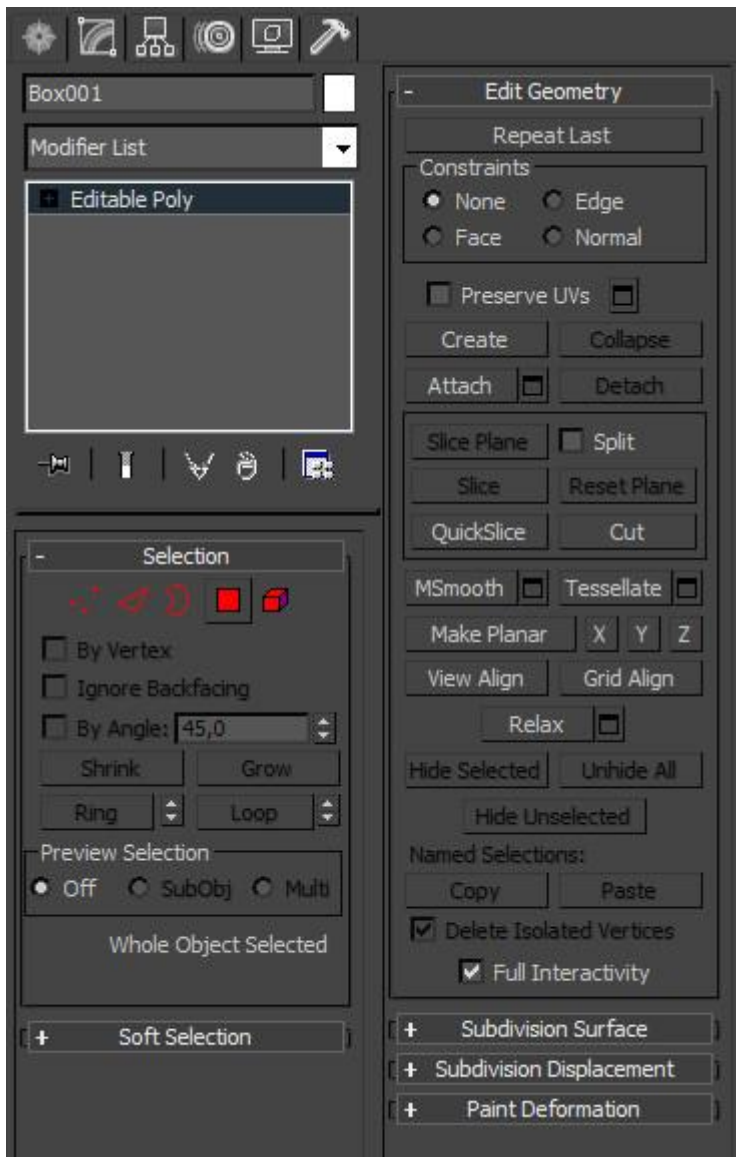 Box001
Modifier List
+ Editable Poly
- Selection
By Vertex
Ignore Backfacing
By Angle: 45,0
Shrink Grow
Ring Loop
Preview Selection
Off SubObj Multi
Whole Object Selected
+ Soft Selection
- Edit Geometry
Repeat Last
Constraints
None Edge
Face Normal
Preserve UVs
Create Collapse
Attach Detach
Slice Plane Split
Slice Reset Plane
QuickSlice Cut
MSmooth Tessellate
Make Planar X Y Z
View Align Grid Align
Relax
Hide Selected Unhide All
Hide Unselected
Named Selections:
Copy Paste
Delete Isolated Vertices
Full Interactivity
+ Subdivision Surface
+ Subdivision Displacement
+ Paint Deformation